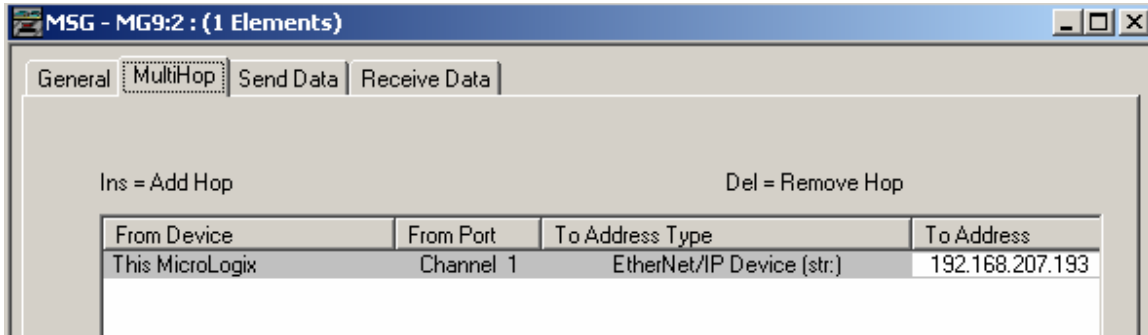 MSG - MG9:2 : (1 Elements)
General MultiHop Send Data Receive Data
Ins = Add Hop Del = Remove Hop
From Device From Port To Address Type To Address
This MicroLogix Channel 1 EtherNet/IP Device (str:) 192.168.207.193